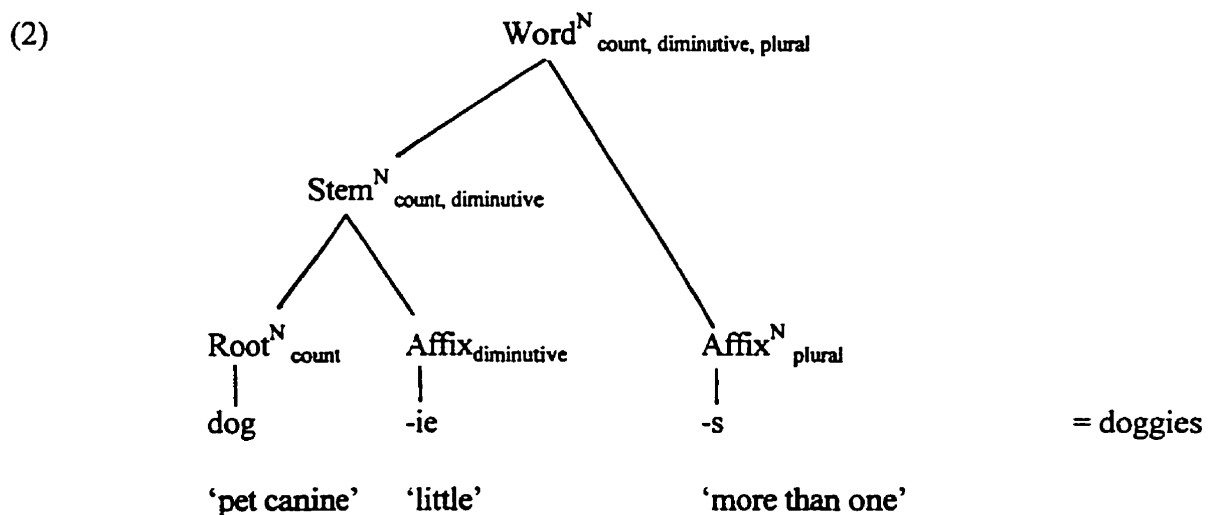 (2) Word^N count, diminutive, plural
Stem^N count, diminutive
Root^N count Affix diminutive Affix^N plural
dog -ie -s = doggies
‘pet canine’ ‘little’ ‘more than one’